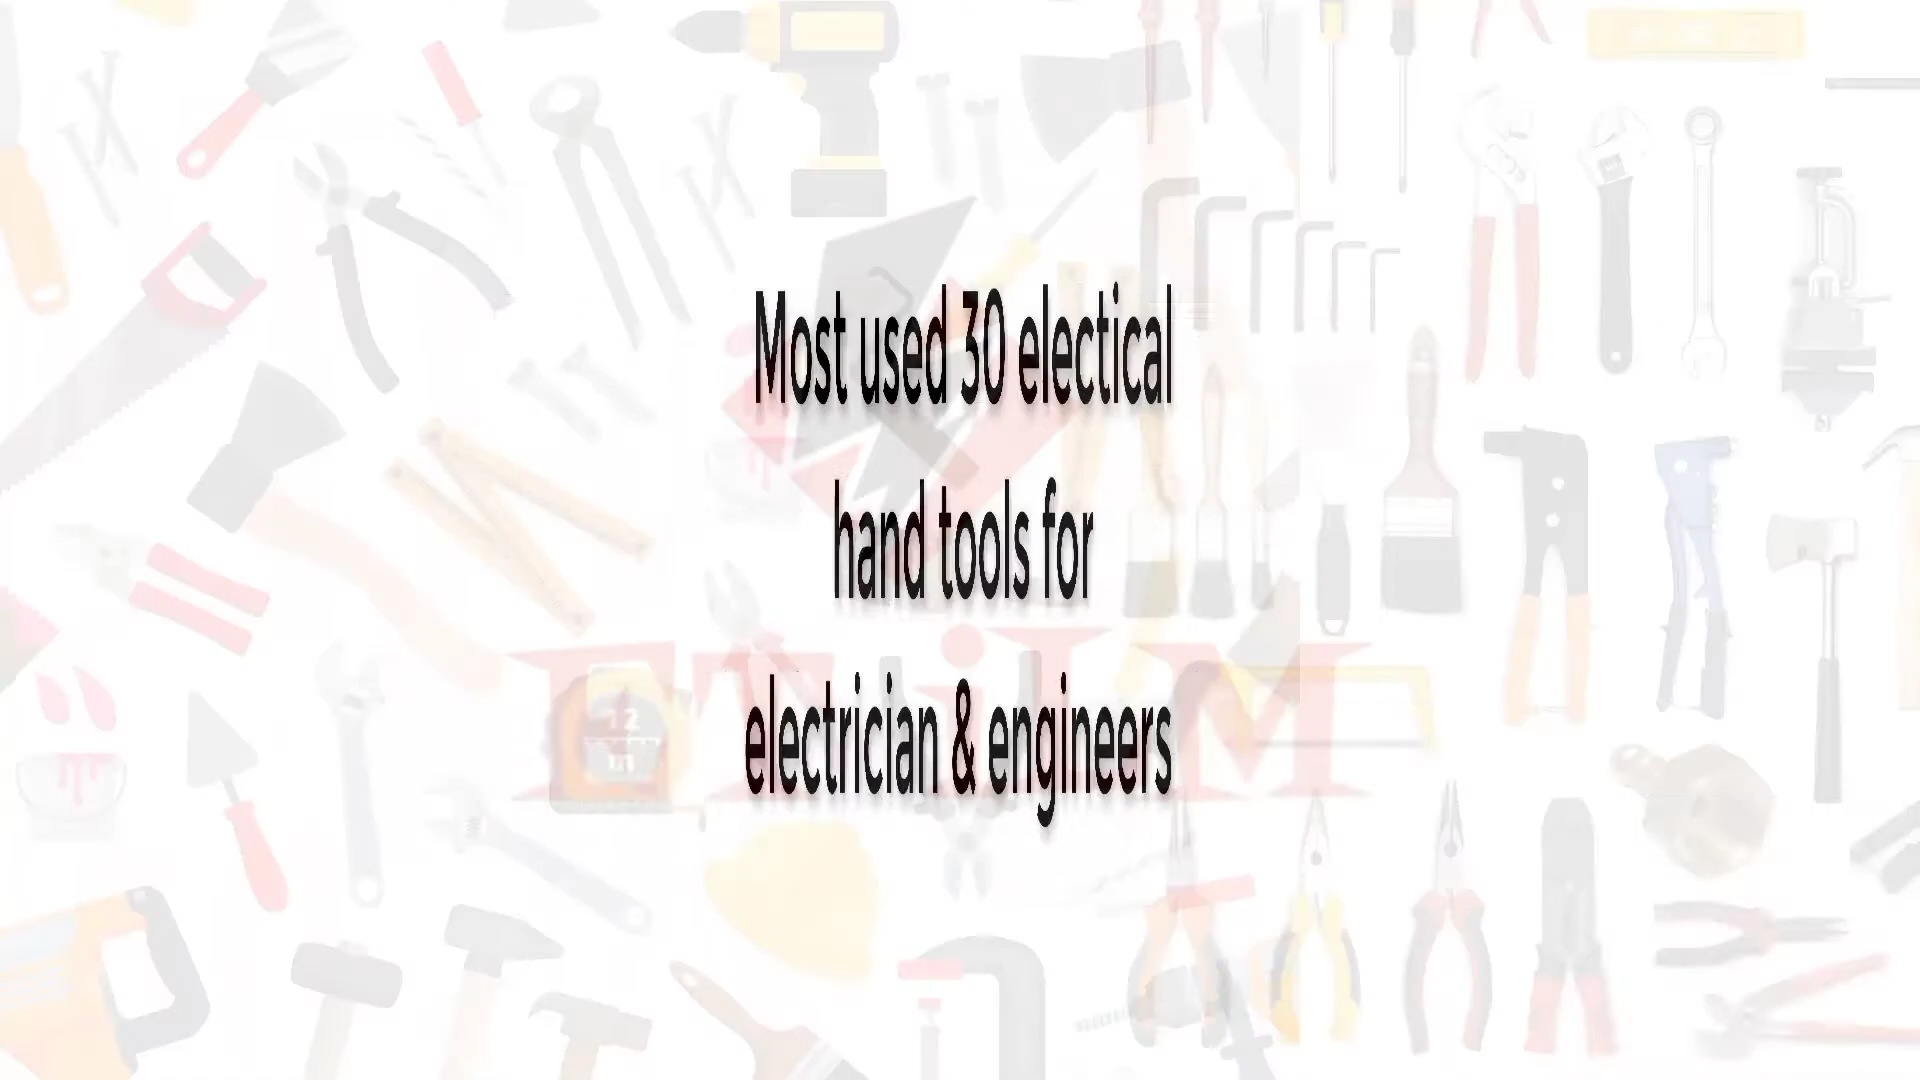 Most used 30 electical
hand tools for
electrician & engineers